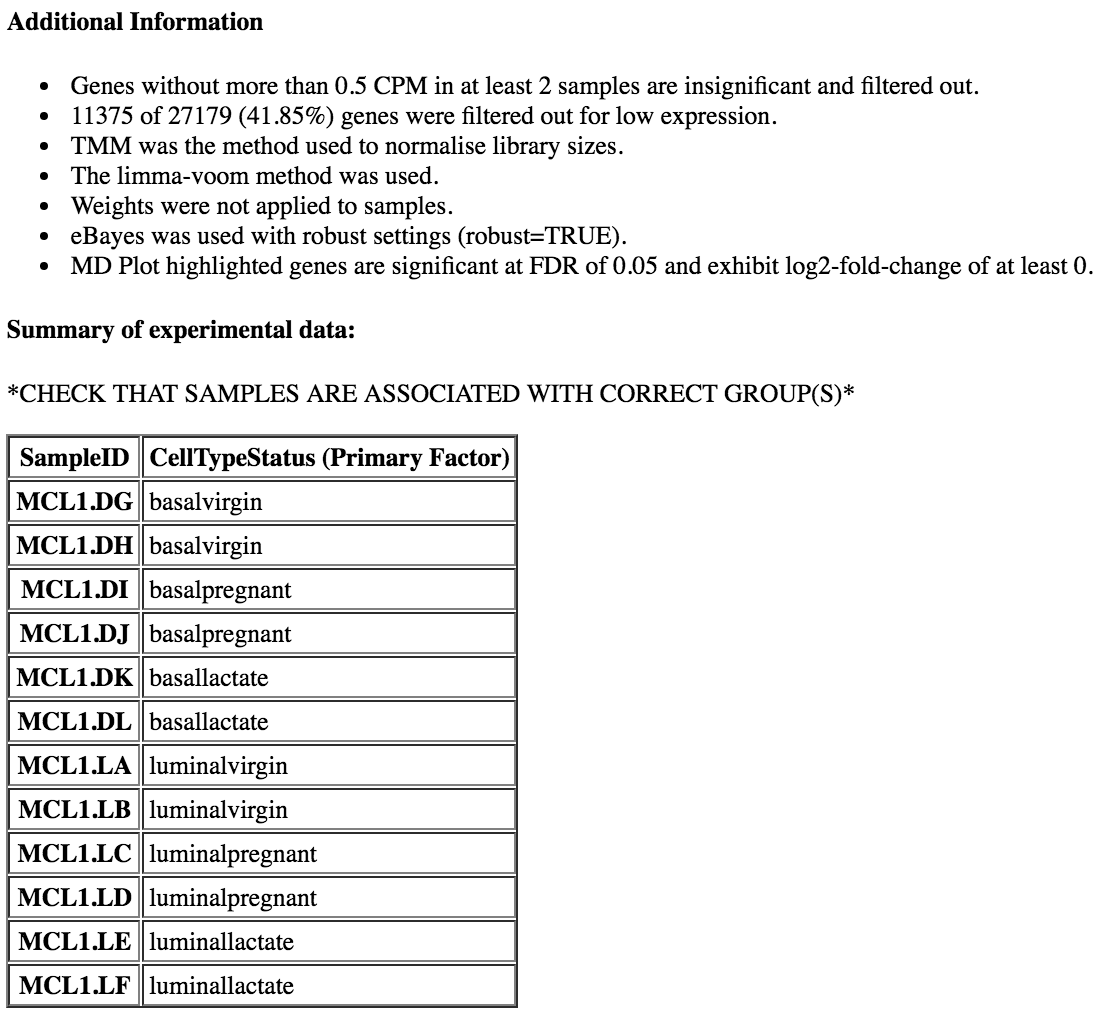 Additional Information
• Genes without more than 0.5 CPM in at least 2 samples are insignificant and filtered out.
• 11375 of 27179 (41.85%) genes were filtered out for low expression.
• TMM was the method used to normalise library sizes.
• The limma-voom method was used.
• Weights were not applied to samples.
• eBayes was used with robust settings (robust=TRUE).
• MD Plot highlighted genes are significant at FDR of 0.05 and exhibit log2-fold-change of at least 0.
Summary of experimental data:
*CHECK THAT SAMPLES ARE ASSOCIATED WITH CORRECT GROUP(S)*
SampleID CellTypeStatus (Primary Factor)
MCL1.DG basalvirgin
MCL1.DH basalvirgin
MCL1.DI basalpregnant
MCL1.DJ basalpregnant
MCL1.DK basallactate
MCL1.DL basallactate
MCL1.LA luminalvirgin
MCL1.LB luminalvirgin
MCL1.LC luminalpregnant
MCL1.LD luminalpregnant
MCL1.LE luminallactate
MCL1.LF luminallactate